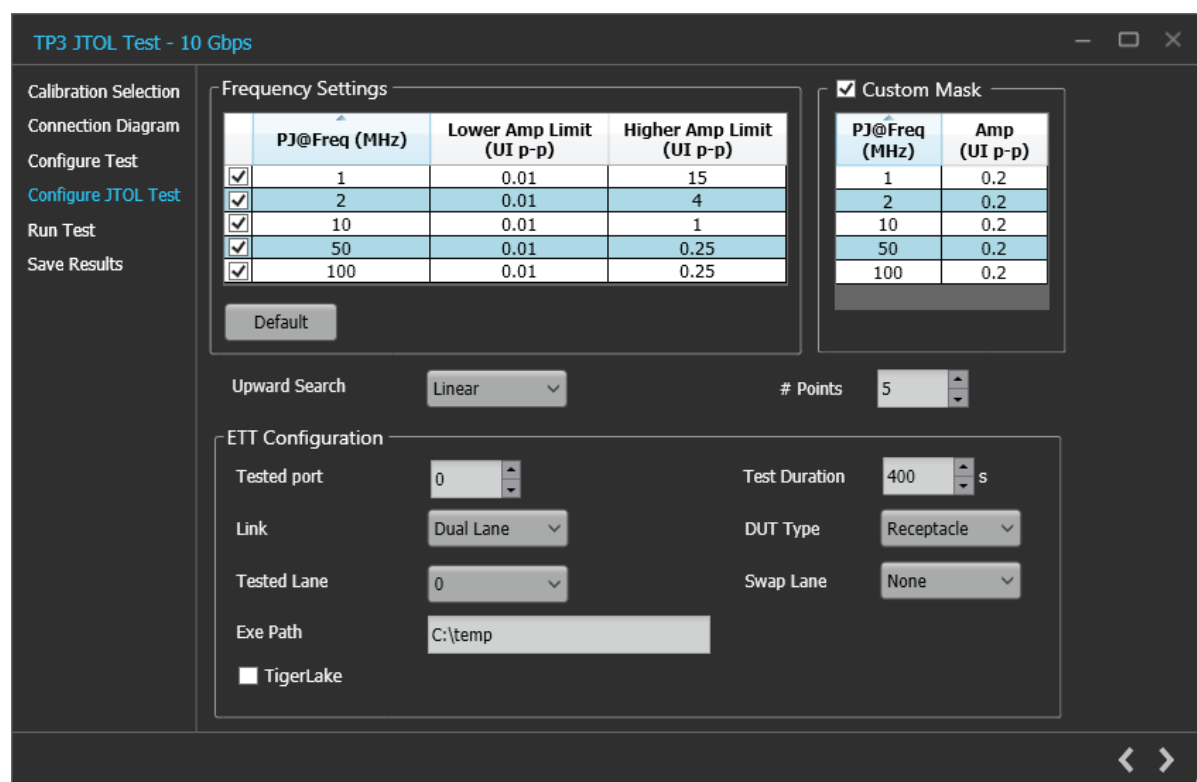 TP3 JTOL Test - 10 Gbps
Calibration Selection
Connection Diagram
Configure Test
Configure JTOL Test
Run Test
Save Results
Frequency Settings
PJ@Freq (MHz) Lower Amp Limit (UI p-p) Higher Amp Limit (UI p-p)
1 0.01 15
2 0.01 4
10 0.01 1
50 0.01 0.25
100 0.01 0.25
Default
Custom Mask
PJ@Freq (MHz) Amp (UI p-p)
1 0.2
2 0.2
10 0.2
50 0.2
100 0.2
Upward Search Linear # Points 5
ETT Configuration
Tested port 0 Test Duration 400 s
Link Dual Lane DUT Type Receptacle
Tested Lane 0 Swap Lane None
Exe Path C:\temp
TigerLake